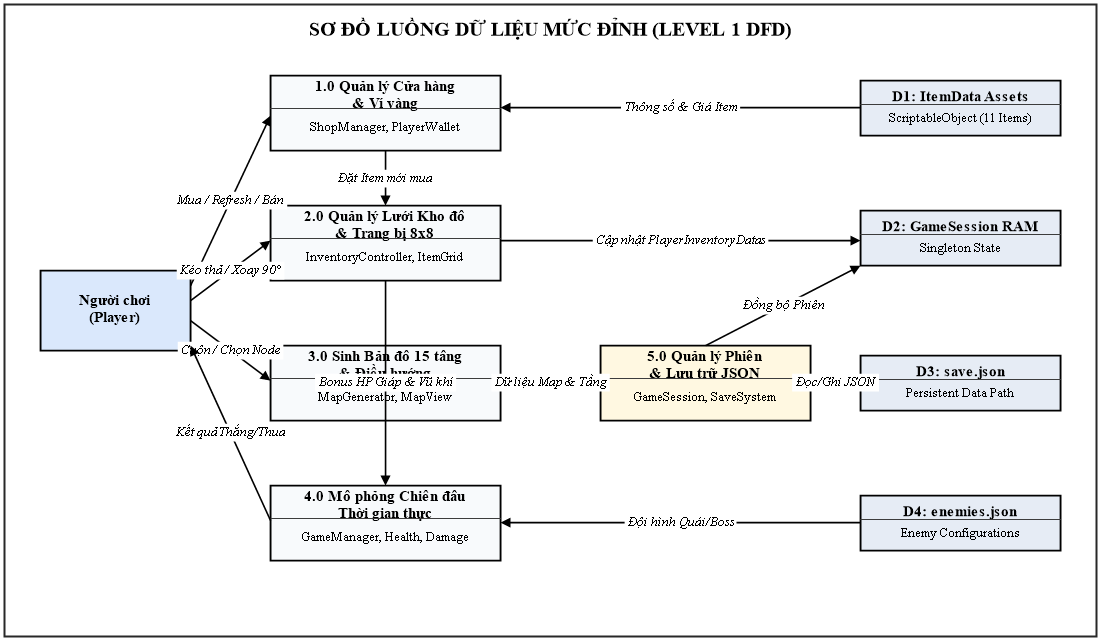 SƠ ĐỒ LUỒNG DỮ LIỆU MỨC ĐỈNH (LEVEL 1 DFD)
1.0 Quản lý Cửa hàng
& Ví vàng
ShopManager, PlayerWallet
Thông số & Giá Item
D1: ItemData Assets
ScriptableObject (11 Items)
Đặt Item mới mua
Mua / Refresh / Bán
2.0 Quản lý Lưới Kho đồ
& Trang bị 8x8
InventoryController, ItemGrid
Cập nhật PlayerInventoryDatas
D2: GameSession RAM
Singleton State
Kéo thả / Xoay 90°
Người chơi
(Player)
Đồng bộ Phiên
Cuộn / Chọn Node
3.0 Sinh Bản đồ 15 tầng
& Điều hướng
MapGenerator, MapView
Bonus HP Giáp & Vũ khí
Dữ liệu Map & Tầng
5.0 Quản lý Phiên
& Lưu trữ JSON
GameSession, SaveSystem
Đọc/Ghi JSON
D3: save.json
Persistent Data Path
Kết quả Thắng/Thua
4.0 Mô phỏng Chiến đấu
Thời gian thực
GameManager, Health, Damage
Đội hình Quái/Boss
D4: enemies.json
Enemy Configurations